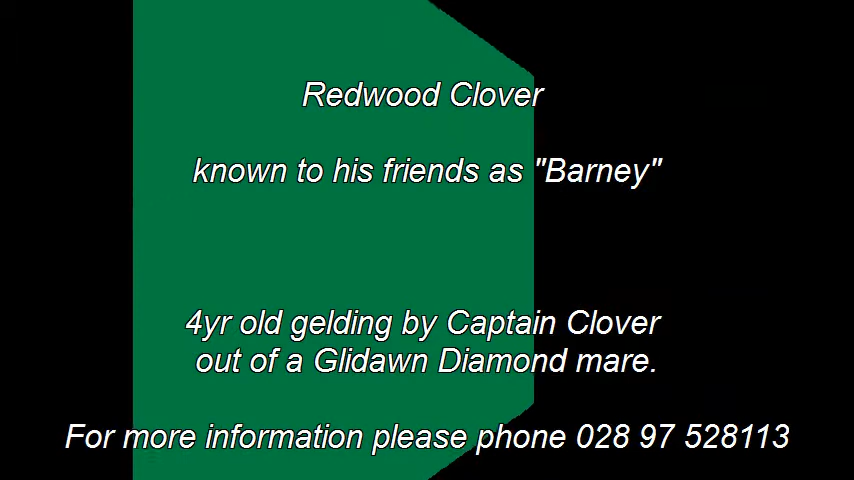 Redwood Clover
known to his friends as "Barney"
4yr old gelding by Captain Clover
out of a Glidawn Diamond mare.
For more information please phone 028 97 528113